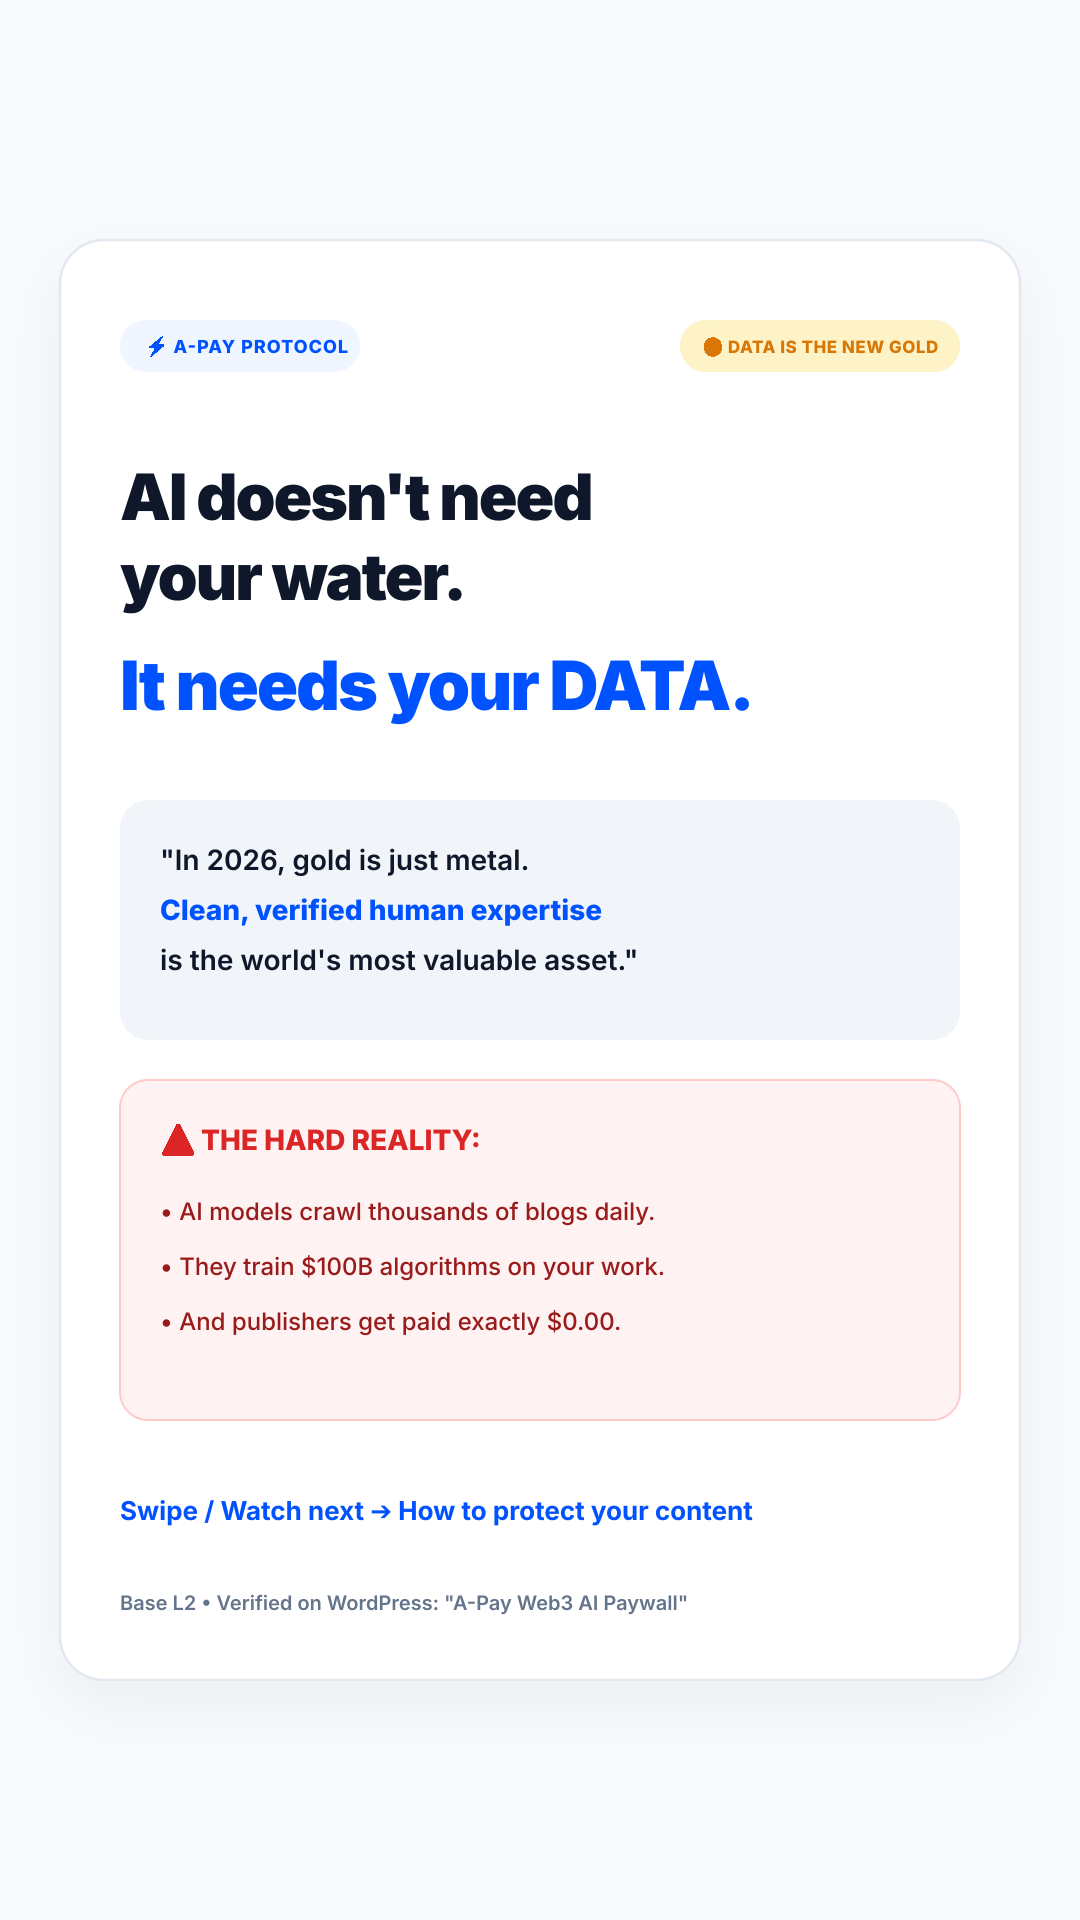 ⚡ A-PAY PROTOCOL
DATA IS THE NEW GOLD
AI doesn't need
your water.
It needs your DATA.
"In 2026, gold is just metal.
Clean, verified human expertise
is the world's most valuable asset."
THE HARD REALITY:
• AI models crawl thousands of blogs daily.
• They train $100B algorithms on your work.
• And publishers get paid exactly $0.00.
Swipe / Watch next → How to protect your content
Base L2 • Verified on WordPress: "A-Pay Web3 AI Paywall"